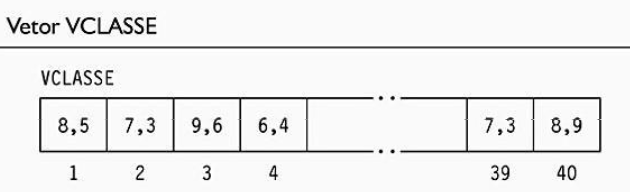 Vetor VCLASSE
VCLASSE
8,5 7,3 9,6 6,4 7,3 8,9
1 2 3 4 39 40